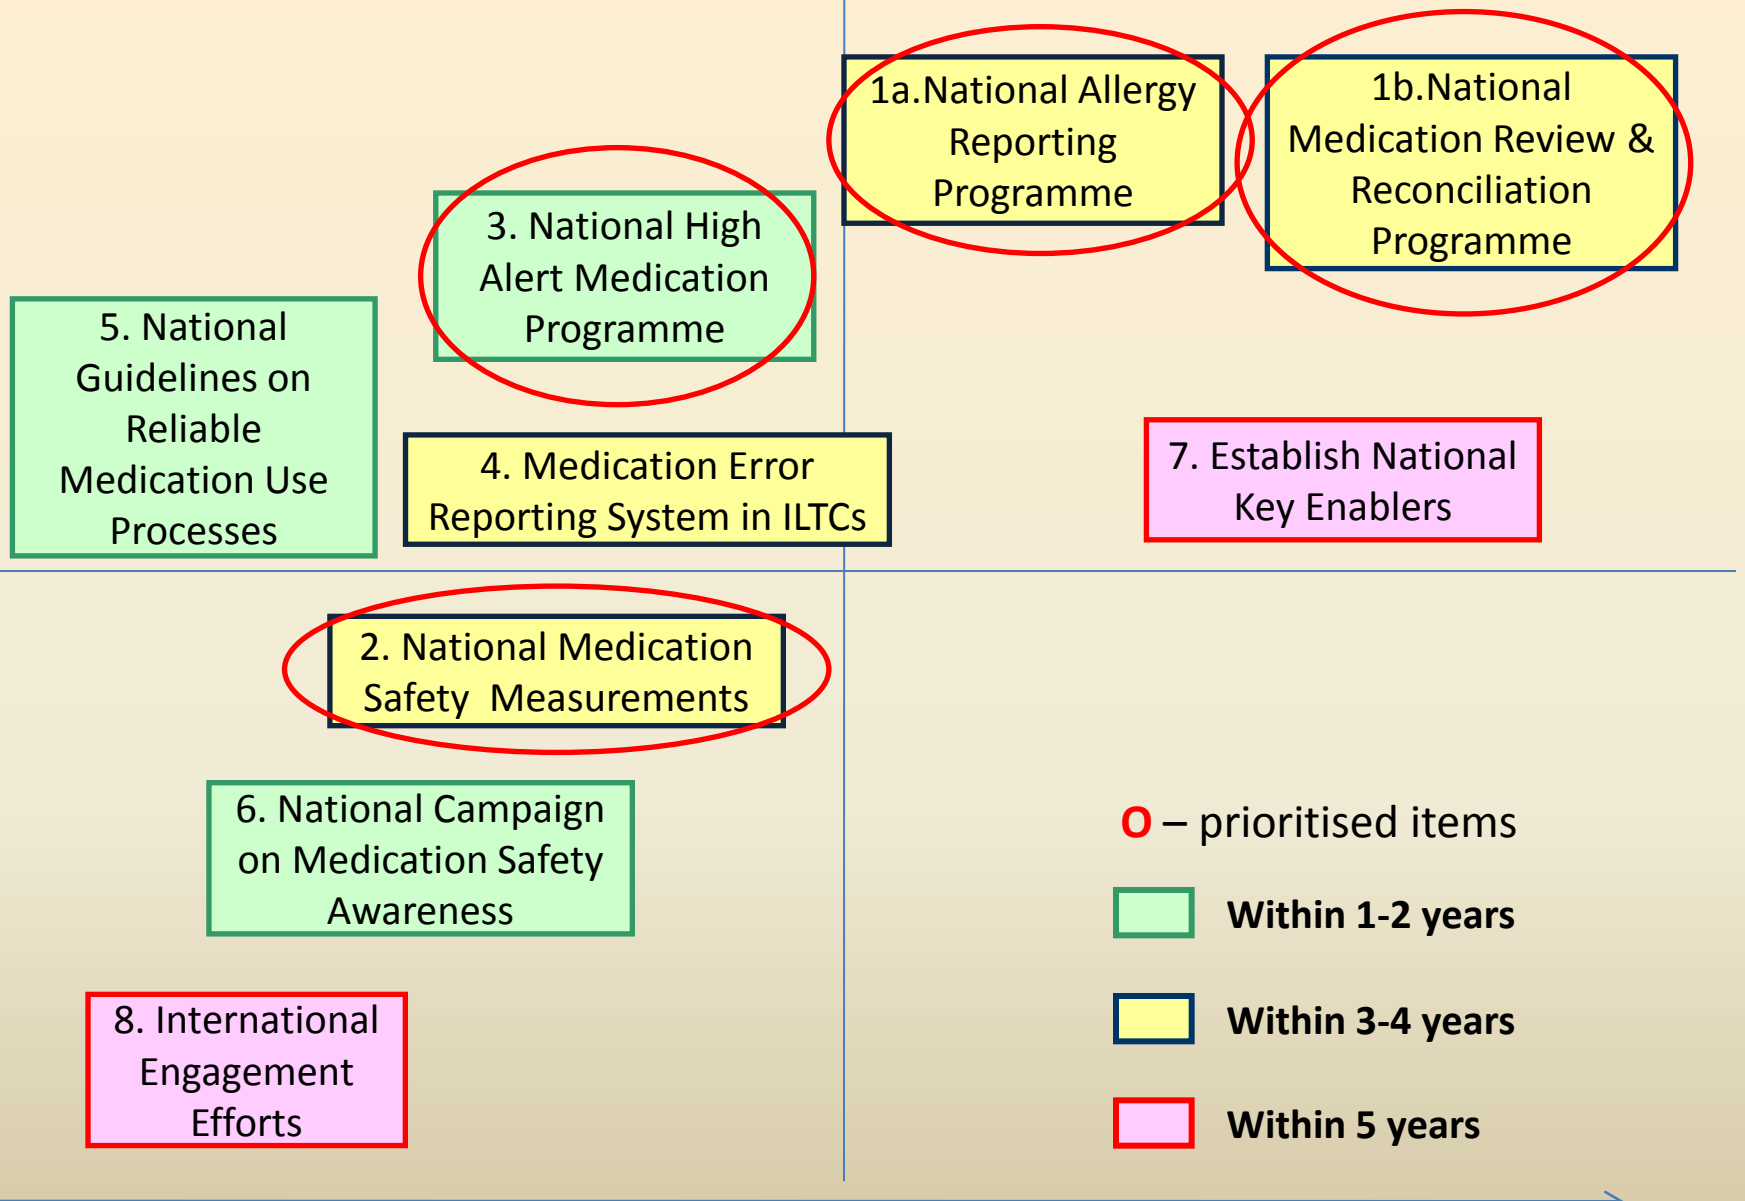 1a.National Allergy
Reporting
Programme
1b.National
Medication Review &
Reconciliation
Programme
3. National High
Alert Medication
Programme
5. National
Guidelines on
Reliable
Medication Use
Processes
4. Medication Error
Reporting System in ILTCs
7. Establish National
Key Enablers
2. National Medication
Safety  Measurements
6. National Campaign
on Medication Safety
Awareness
8. International
Engagement
Efforts
O – prioritised items
Within 1-2 years
Within 3-4 years
Within 5 years